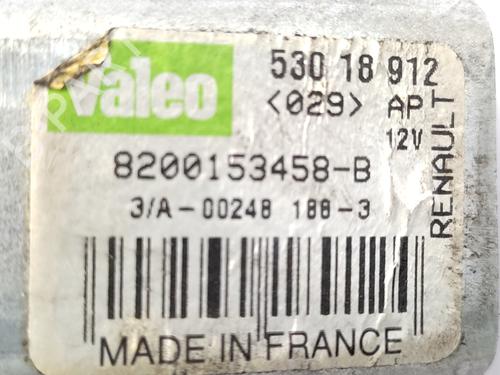 Valeo
530 18 912
<029> AP
12V
RENAULT
8200153458-B
3/A-00248 188-3
MADE IN FRANCE